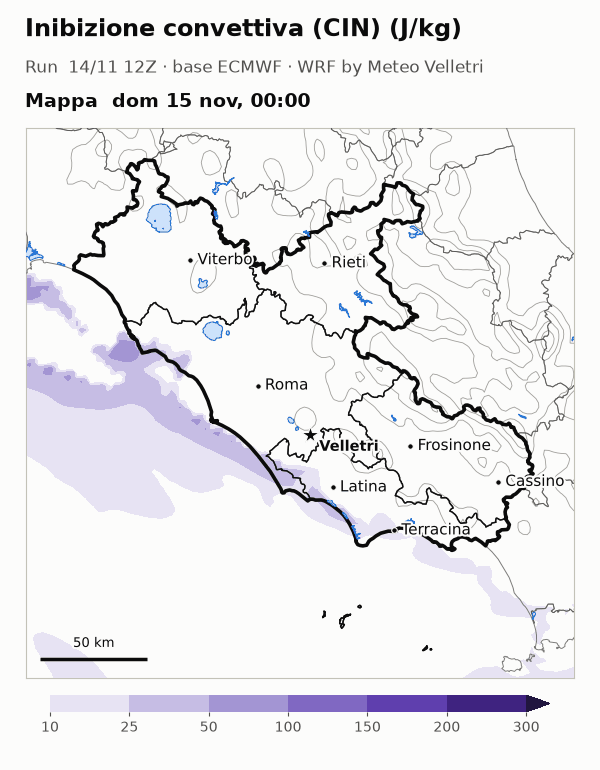 Inibizione convettiva (CIN) (J/kg)
Run 14/11 12Z · base ECMWF · WRF by Meteo Velletri
Mappa dom 15 nov, 00:00
Viterbo
Rieti
Roma
Velletri
Frosinone
Latina
Cassino
Terracina
50 km
10 25 50 100 150 200 300